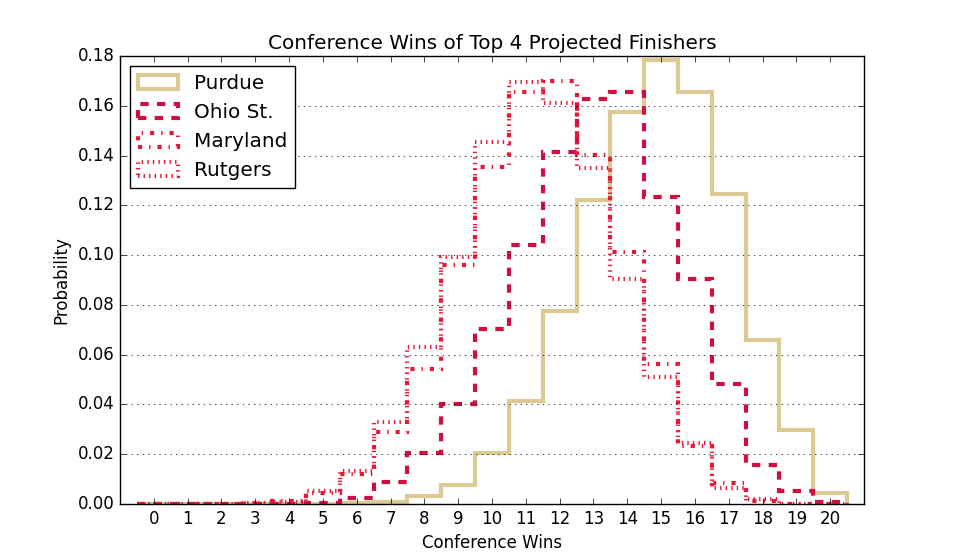 Conference Wins of Top 4 Projected Finishers
0.18
0.16
0.14
0.12
0.10
0.08
0.06
0.04
0.02
0.00
Probability
Purdue
Ohio St.
Maryland
Rutgers
0 1 2 3 4 5 6 7 8 9 10 11 12 13 14 15 16 17 18 19 20
Conference Wins